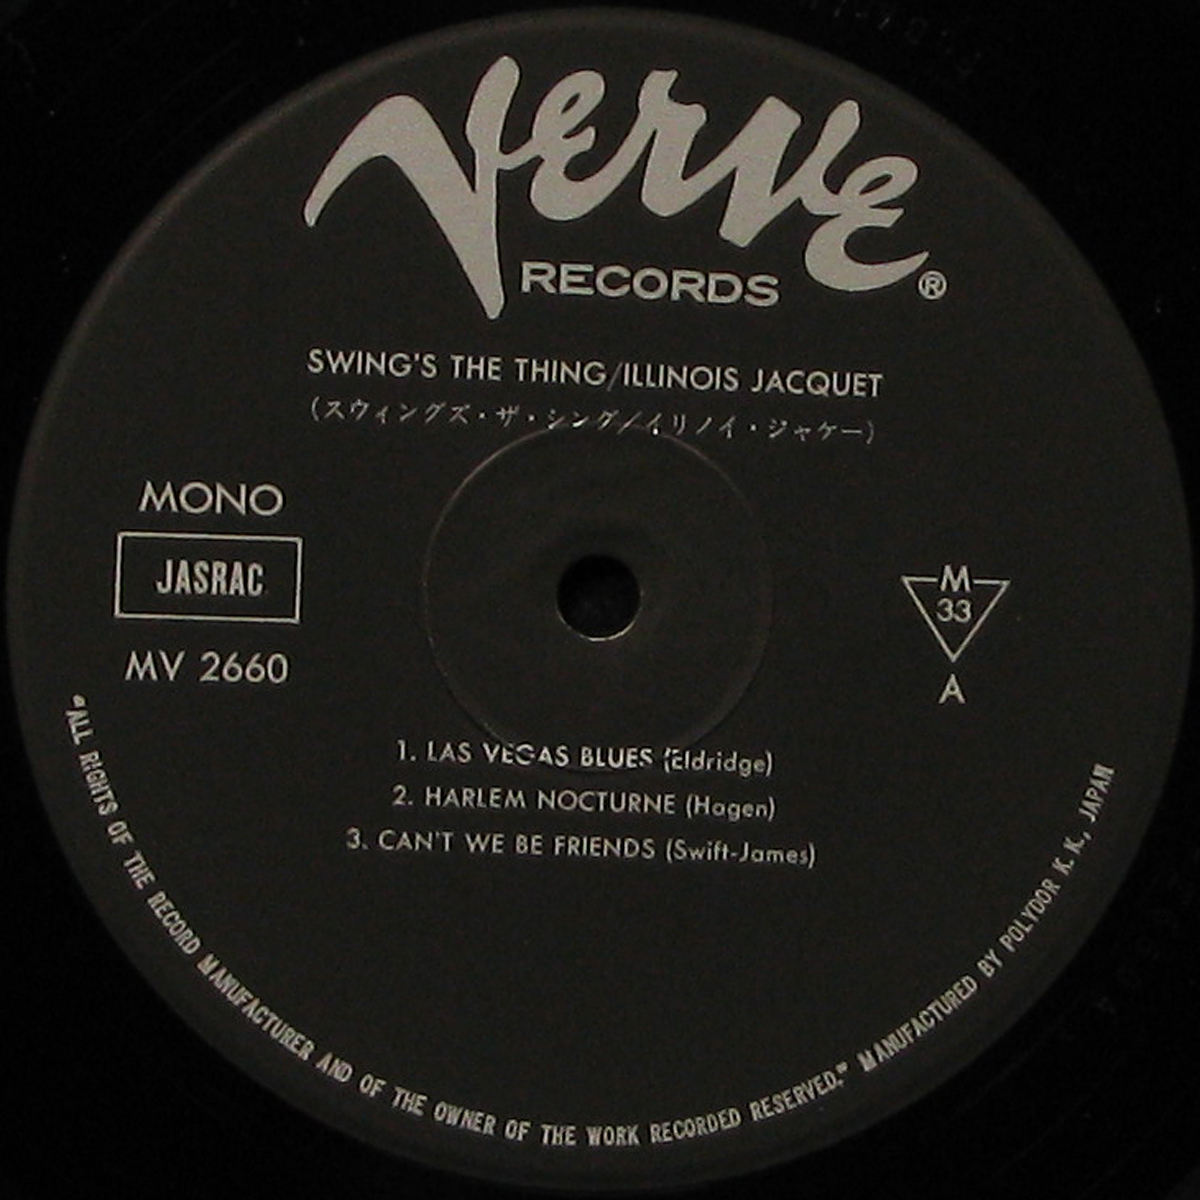 Verve
RECORDS ®
SWING'S THE THING/ILLINOIS JACQUET
(スウィングズ・ザ・シング/イリノイ・ジャケー)
MONO
JASRAC
MV 2660
M
33
A
1. LAS VEGAS BLUES (Eldridge)
2. HARLEM NOCTURNE (Hagen)
3. CAN'T WE BE FRIENDS (Swift-James)
"ALL RIGHTS OF THE RECORD MANUFACTURER AND OF THE OWNER OF THE WORK RECORDED RESERVED." MANUFACTURED BY POLYDOR K. K., JAPAN